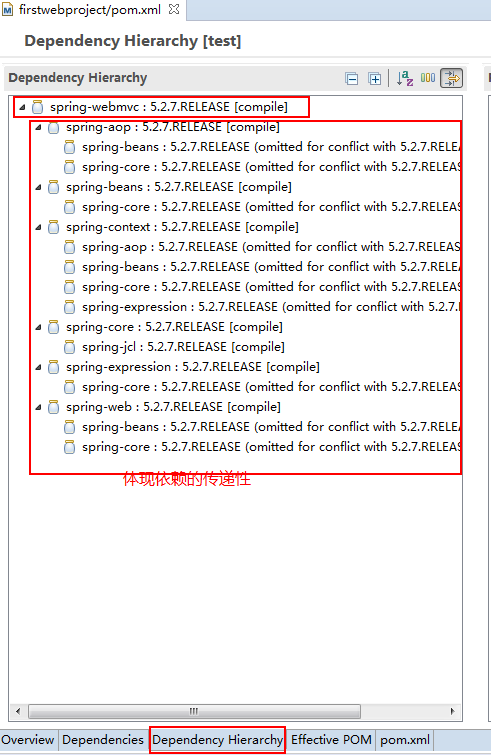 firstwebproject/pom.xml
Dependency Hierarchy [test]
Dependency Hierarchy
spring-webmvc : 5.2.7.RELEASE [compile]
spring-aop : 5.2.7.RELEASE [compile]
spring-beans : 5.2.7.RELEASE (omitted for conflict with 5.2.7.RELEA
spring-core : 5.2.7.RELEASE (omitted for conflict with 5.2.7.RELEAS
spring-beans : 5.2.7.RELEASE [compile]
spring-core : 5.2.7.RELEASE (omitted for conflict with 5.2.7.RELEAS
spring-context : 5.2.7.RELEASE [compile]
spring-aop : 5.2.7.RELEASE (omitted for conflict with 5.2.7.RELEAS
spring-beans : 5.2.7.RELEASE (omitted for conflict with 5.2.7.RELEA
spring-core : 5.2.7.RELEASE (omitted for conflict with 5.2.7.RELEAS
spring-expression : 5.2.7.RELEASE (omitted for conflict with 5.2.7.
spring-core : 5.2.7.RELEASE [compile]
spring-jcl : 5.2.7.RELEASE [compile]
spring-expression : 5.2.7.RELEASE [compile]
spring-core : 5.2.7.RELEASE (omitted for conflict with 5.2.7.RELEAS
spring-web : 5.2.7.RELEASE [compile]
spring-beans : 5.2.7.RELEASE (omitted for conflict with 5.2.7.RELEA
spring-core : 5.2.7.RELEASE (omitted for conflict with 5.2.7.RELEAS
体现依赖的传递性
Overview Dependencies Dependency Hierarchy Effective POM pom.xml